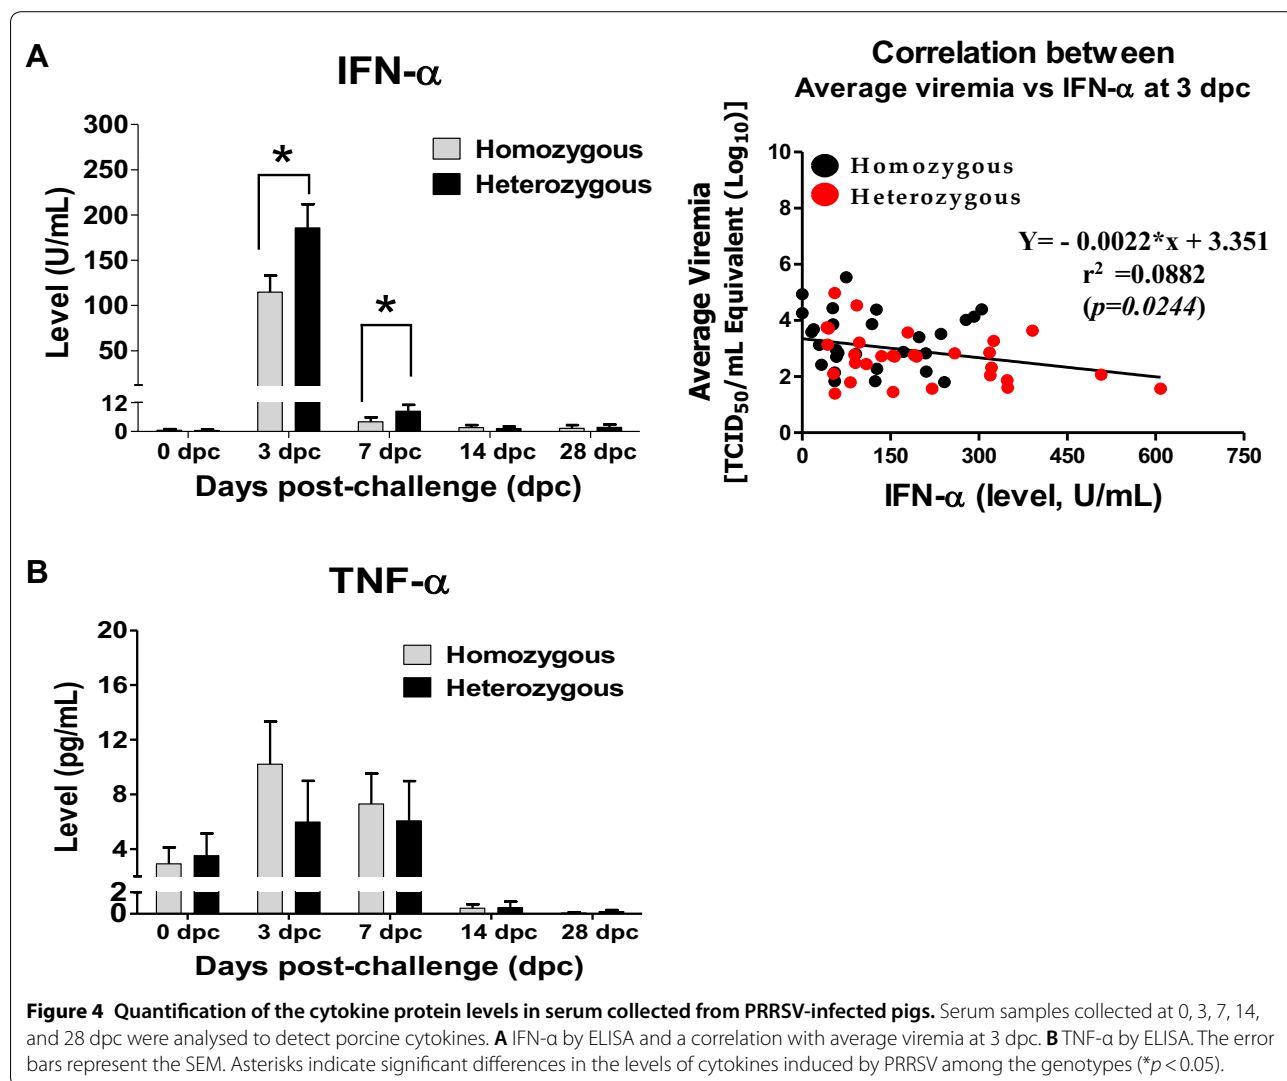 A
IFN-α
300
250
200
150
100
50
12
0
Level (U/mL)
*
*
Homozygous
Heterozygous
0 dpc 3 dpc 7 dpc 14 dpc 28 dpc
Days post-challenge (dpc)
Correlation between
Average viremia vs IFN-α at 3 dpc
Average Viremia
[TCID50/mL Equivalent (Log10)]
10
8
6
4
2
0
Homozygous
Heterozygous
Y= - 0.0022*x + 3.351
r² =0.0882
(p=0.0244)
0 150 300 450 600 750
IFN-α (level, U/mL)
B
TNF-α
20
16
12
8
4
2
0
Level (pg/mL)
Homozygous
Heterozygous
0 dpc 3 dpc 7 dpc 14 dpc 28 dpc
Days post-challenge (dpc)
Figure 4 Quantification of the cytokine protein levels in serum collected from PRRSV-infected pigs. Serum samples collected at 0, 3, 7, 14,
and 28 dpc were analysed to detect porcine cytokines. A IFN-α by ELISA and a correlation with average viremia at 3 dpc. B TNF-α by ELISA. The error
bars represent the SEM. Asterisks indicate significant differences in the levels of cytokines induced by PRRSV among the genotypes (*p < 0.05).